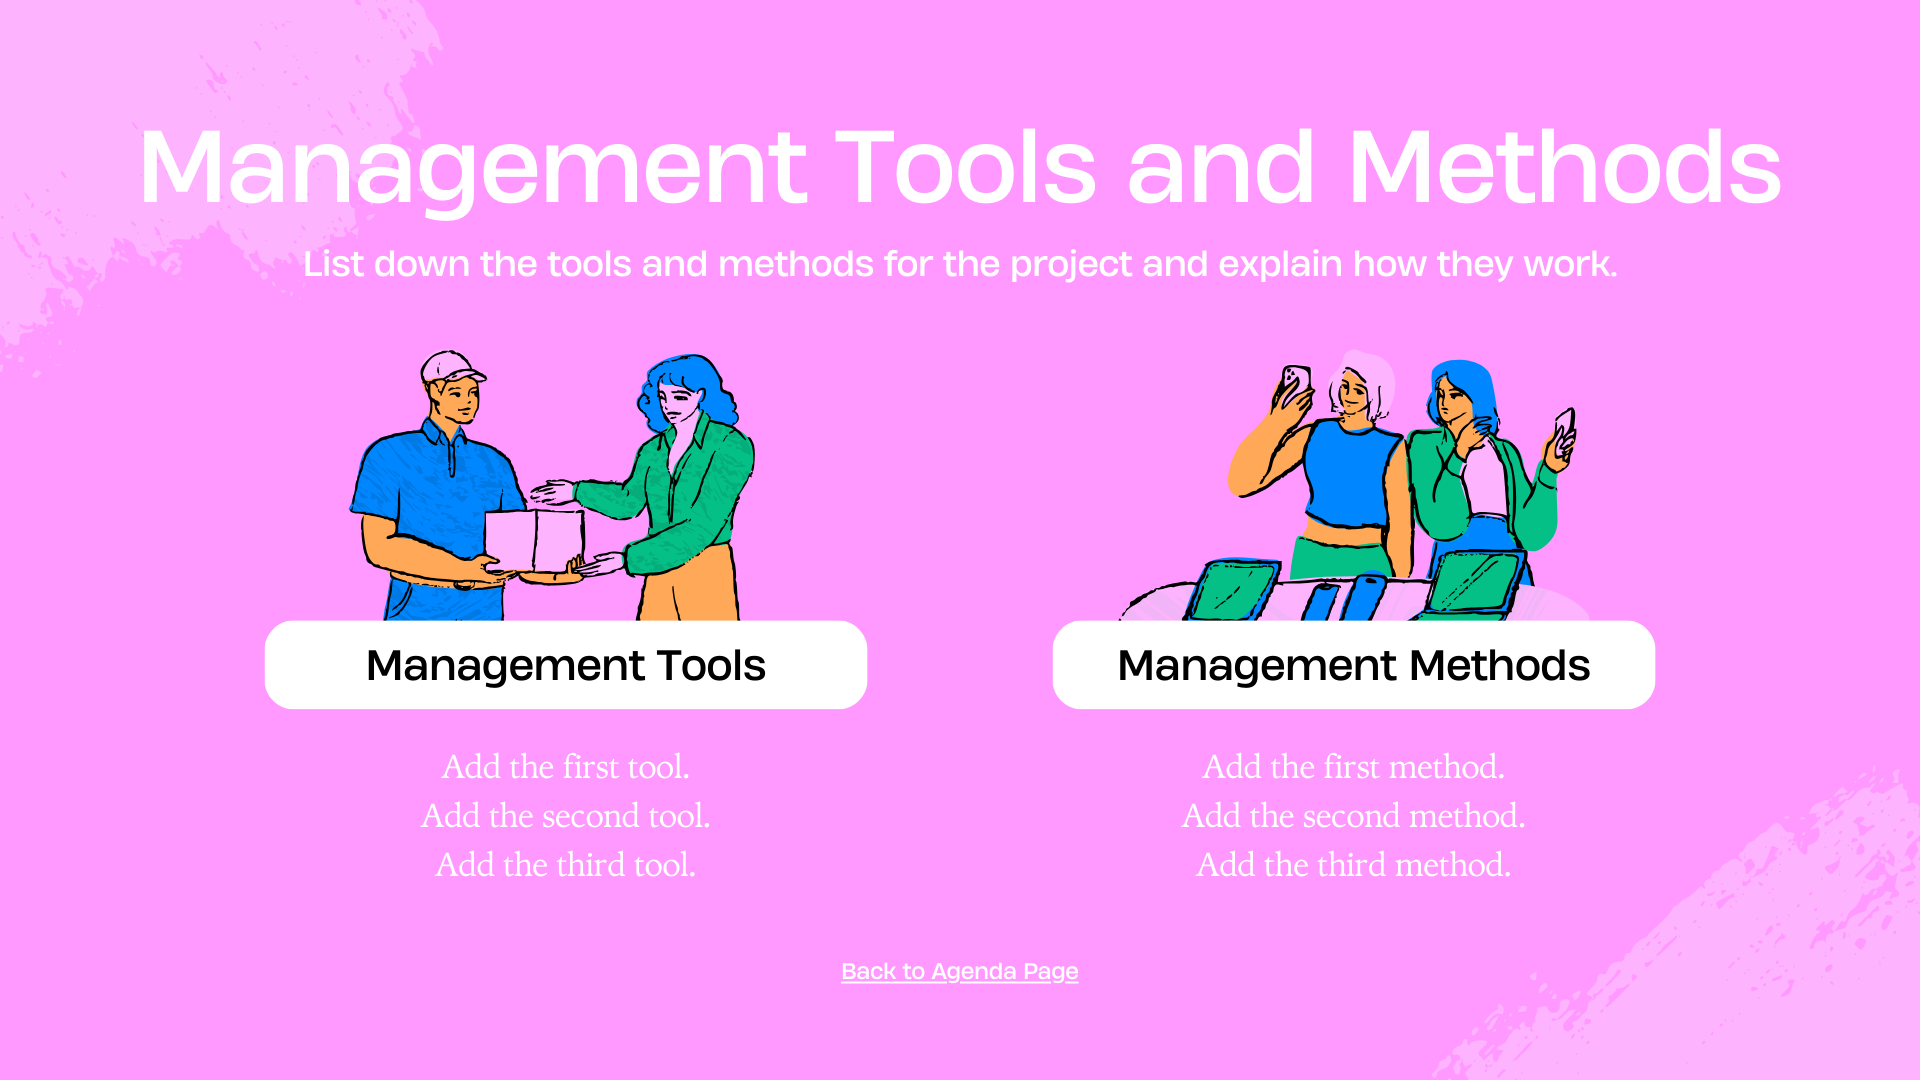 Management Tools and Methods
List down the tools and methods for the project and explain how they work.
Management Tools
Add the first tool.
Add the second tool.
Add the third tool.
Management Methods
Add the first method.
Add the second method.
Add the third method.
Back to Agenda Page